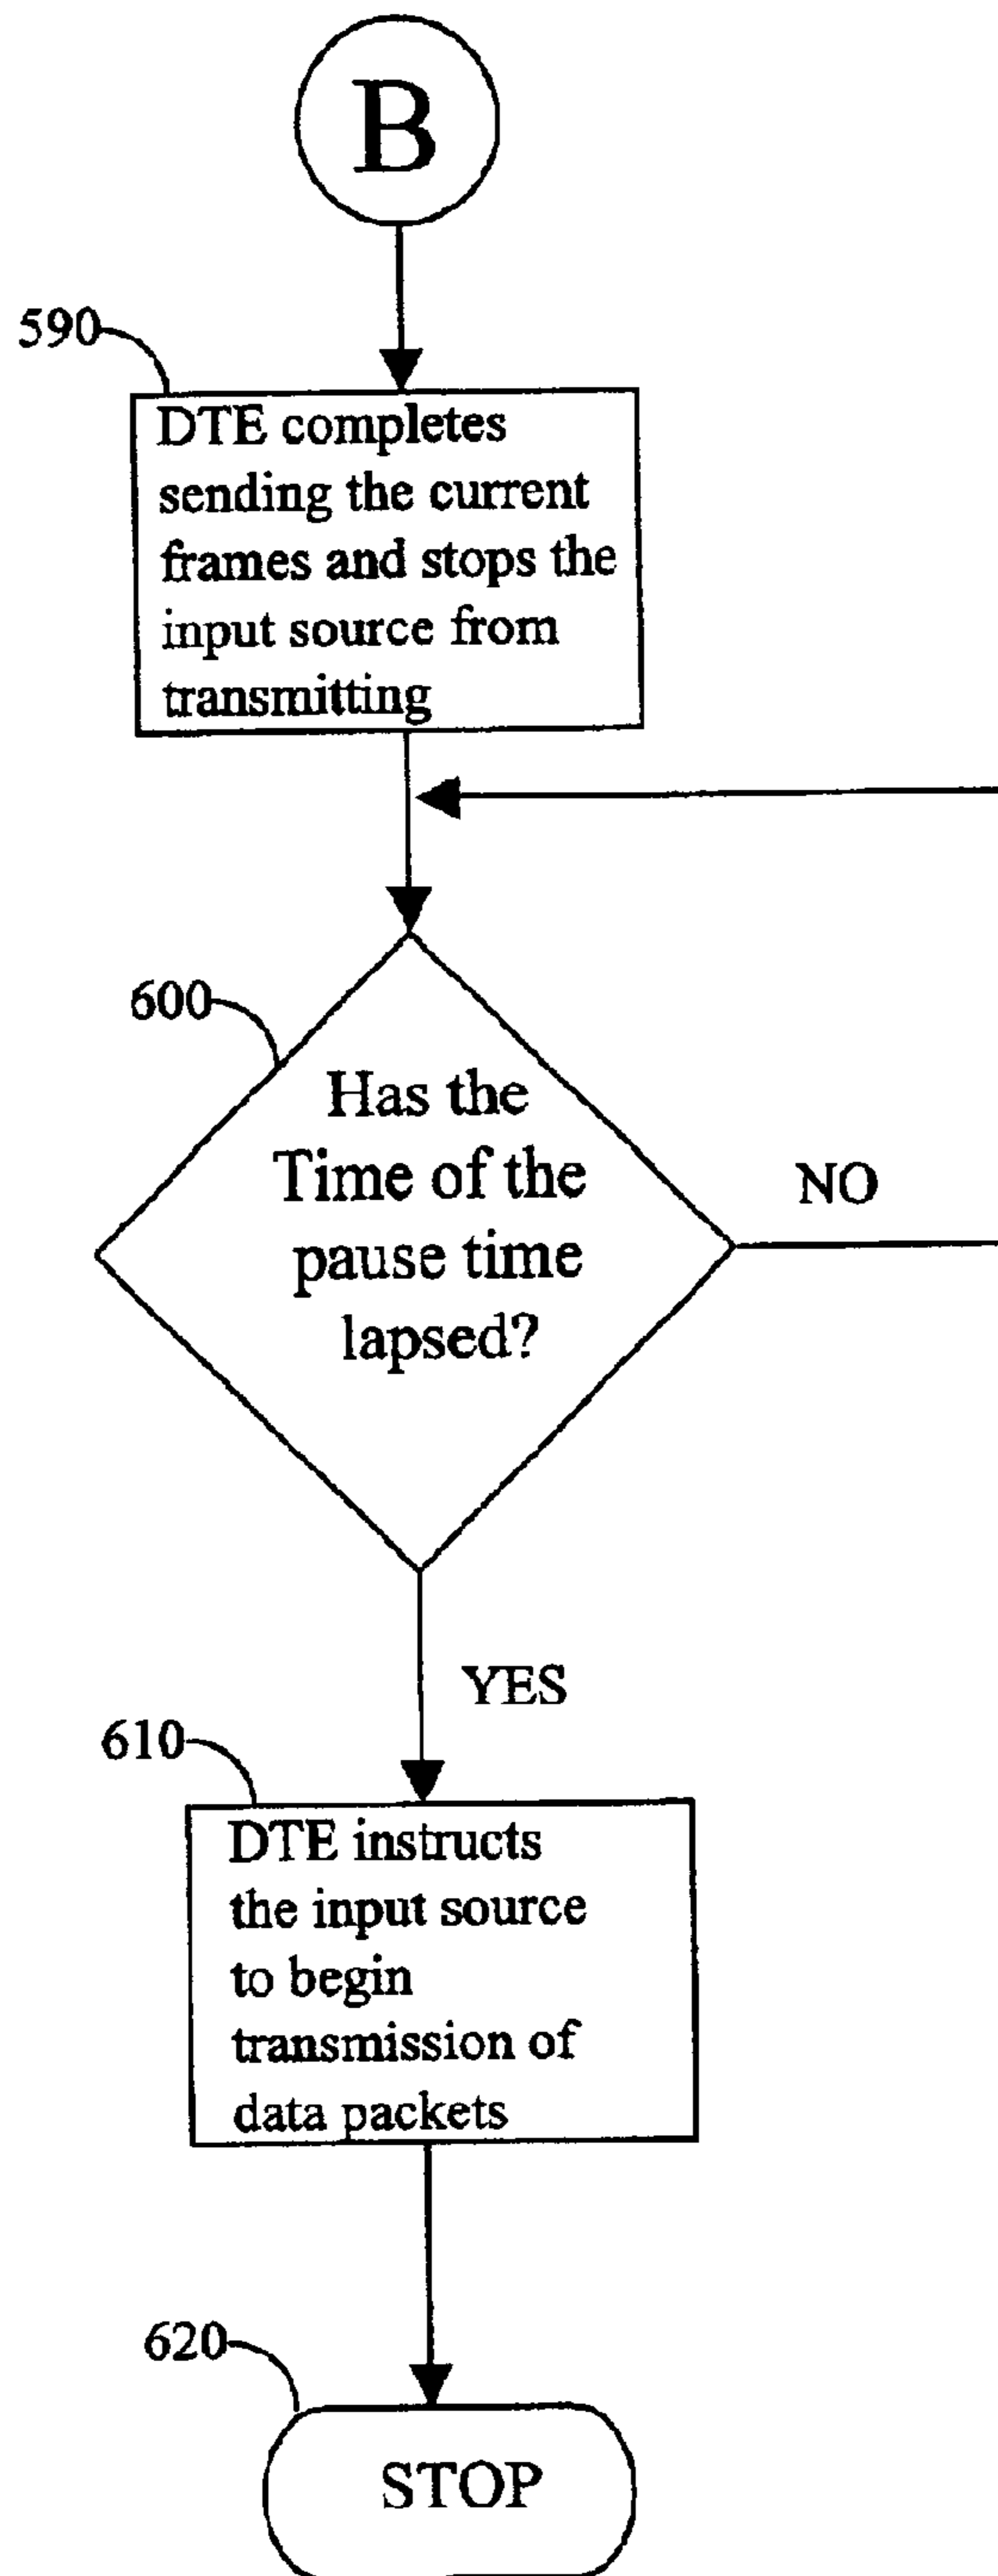 B
590
DTE completes
sending the current
frames and stops the
input source from
transmitting
600
Has the
Time of the
pause time
lapsed?
NO
YES
610
DTE instructs
the input source
to begin
transmission of
data packets
620
STOP